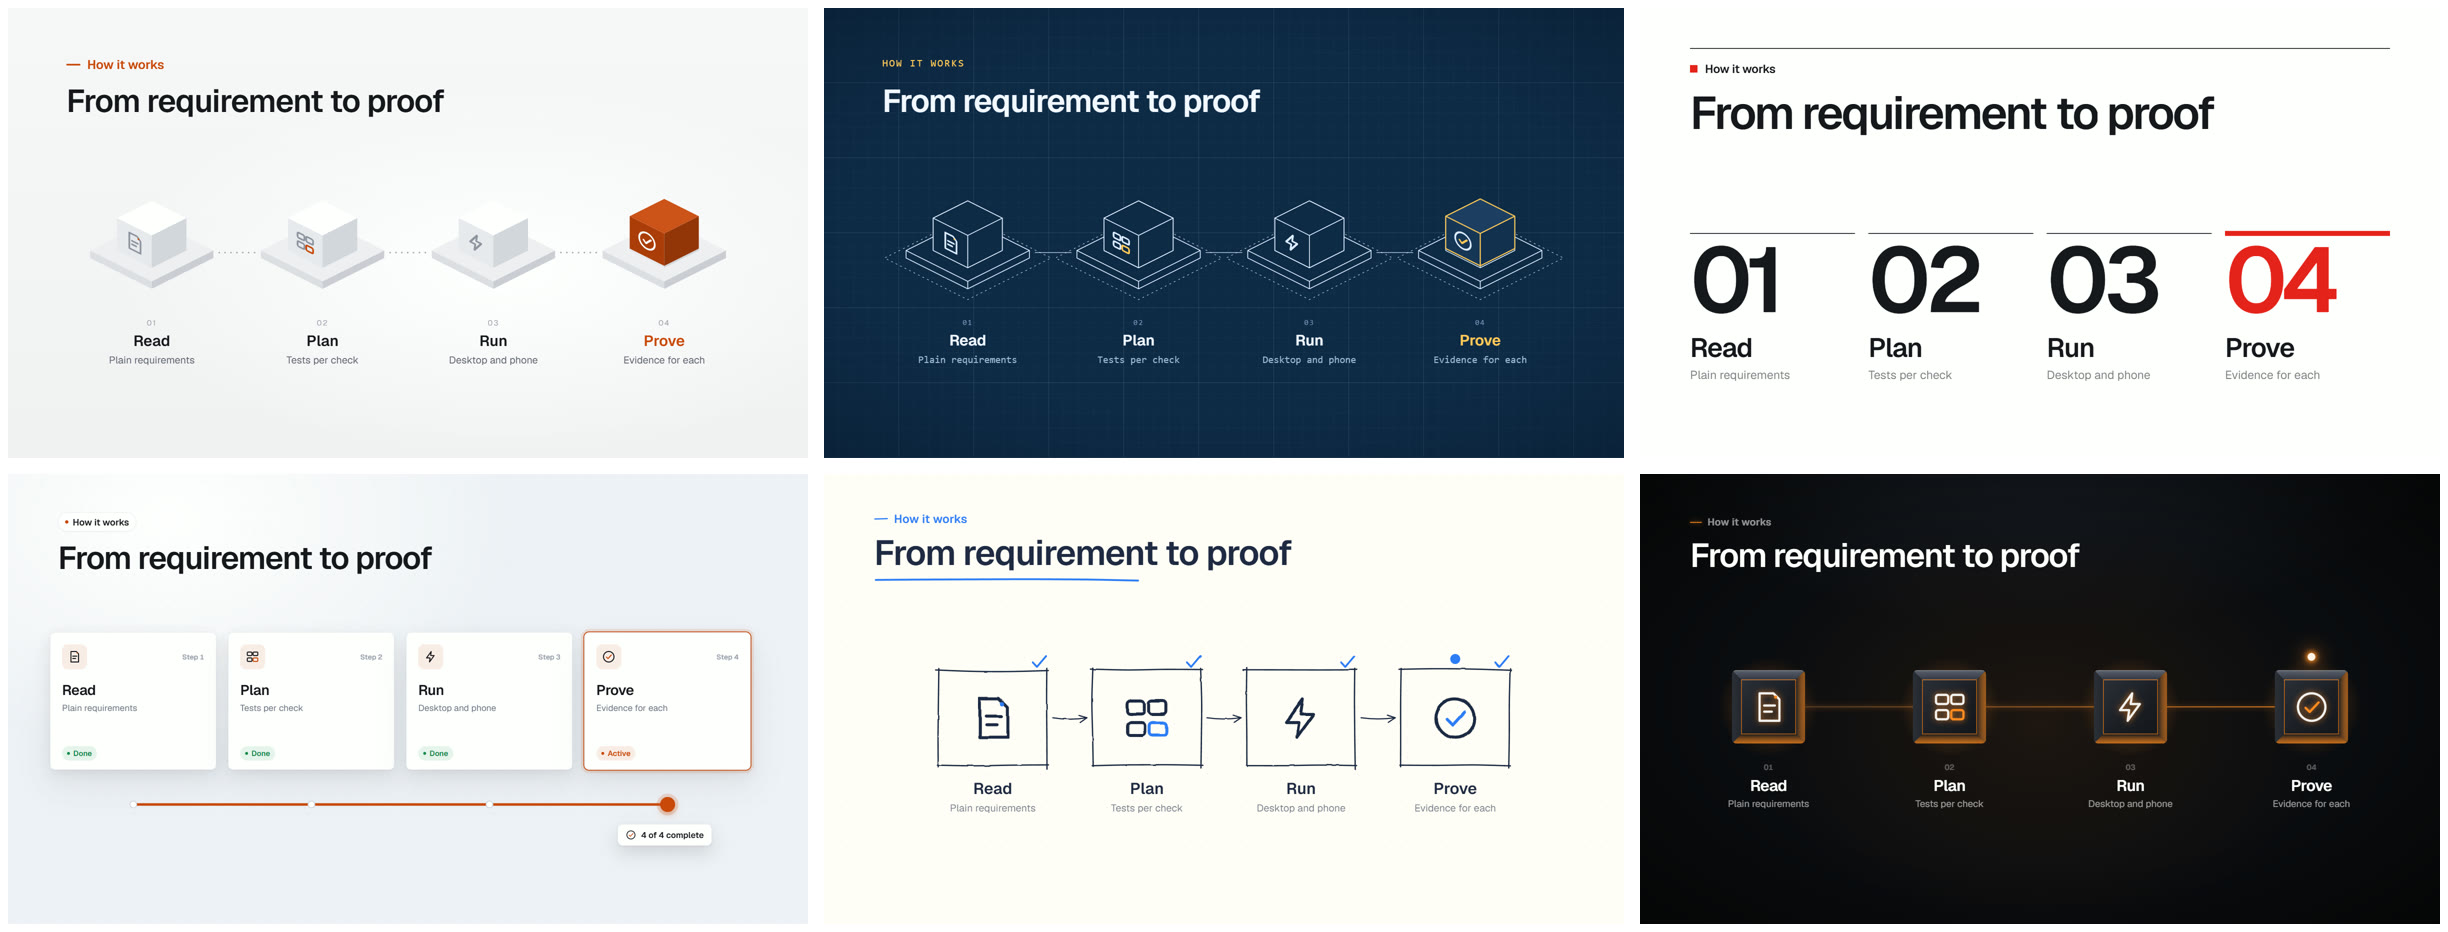 How it works
From requirement to proof
01
02
03
04
Read
Plan
Run
Prove
Plain requirements
Tests per check
Desktop and phone
Evidence for each
HOW IT WORKS
From requirement to proof
01
02
03
04
Read
Plan
Run
Prove
Plain requirements
Tests per check
Desktop and phone
Evidence for each
How it works
From requirement to proof
01
02
03
04
Read
Plan
Run
Prove
Plain requirements
Tests per check
Desktop and phone
Evidence for each
How it works
From requirement to proof
Step 1
Read
Plain requirements
Done
Step 2
Plan
Tests per check
Done
Step 3
Run
Desktop and phone
Done
Step 4
Prove
Evidence for each
Active
4 of 4 complete
How it works
From requirement to proof
Read
Plan
Run
Prove
Plain requirements
Tests per check
Desktop and phone
Evidence for each
How it works
From requirement to proof
01
02
03
04
Read
Plan
Run
Prove
Plain requirements
Tests per check
Desktop and phone
Evidence for each